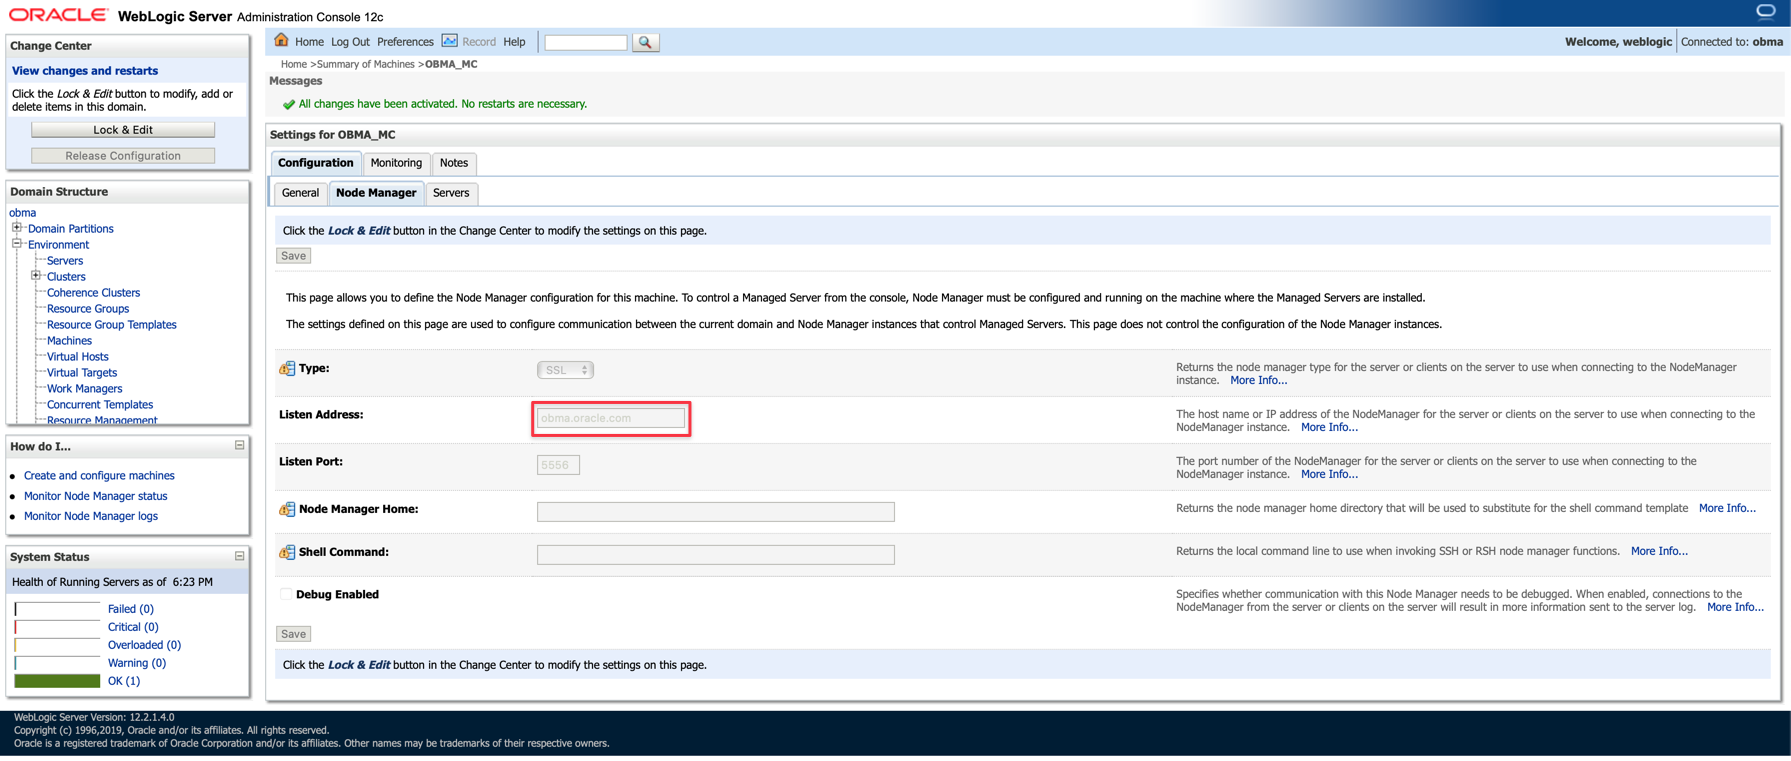 ORACLE WebLogic Server Administration Console 12c
Change Center
View changes and restarts
Click the Lock & Edit button to modify, add or
delete items in this domain.
Lock & Edit
Release Configuration
Domain Structure
obma
Domain Partitions
Environment
Servers
Clusters
Coherence Clusters
Resource Groups
Resource Group Templates
Machines
Virtual Hosts
Virtual Targets
Work Managers
Concurrent Templates
Resource Management
How do I...
Create and configure machines
Monitor Node Manager status
Monitor Node Manager logs
System Status
Health of Running Servers as of 6:23 PM
Failed (0)
Critical (0)
Overloaded (0)
Warning (0)
OK (1)
Home Log Out Preferences Record Help
Welcome, weblogic Connected to: obma
Home >Summary of Machines >OBMA_MC
Messages
All changes have been activated. No restarts are necessary.
Settings for OBMA_MC
Configuration Monitoring Notes
General Node Manager Servers
Click the Lock & Edit button in the Change Center to modify the settings on this page.
Save
This page allows you to define the Node Manager configuration for this machine. To control a Managed Server from the console, Node Manager must be configured and running on the machine where the Managed Servers are installed.
The settings defined on this page are used to configure communication between the current domain and Node Manager instances that control Managed Servers. This page does not control the configuration of the Node Manager instances.
Type: SSL
Returns the node manager type for the server or clients on the server to use when connecting to the NodeManager
instance. More Info...
Listen Address: obma.oracle.com
The host name or IP address of the NodeManager for the server or clients on the server to use when connecting to the
NodeManager instance. More Info...
Listen Port: 5556
The port number of the NodeManager for the server or clients on the server to use when connecting to the
NodeManager instance. More Info...
Node Manager Home:
Returns the node manager home directory that will be used to substitute for the shell command template More Info...
Shell Command:
Returns the local command line to use when invoking SSH or RSH node manager functions. More Info...
Debug Enabled
Specifies whether communication with this Node Manager needs to be debugged. When enabled, connections to the
NodeManager from the server or clients on the server will result in more information sent to the server log. More Info...
Save
Click the Lock & Edit button in the Change Center to modify the settings on this page.
WebLogic Server Version: 12.2.1.4.0
Copyright (c) 1996,2019, Oracle and/or its affiliates. All rights reserved.
Oracle is a registered trademark of Oracle Corporation and/or its affiliates. Other names may be trademarks of their respective owners.